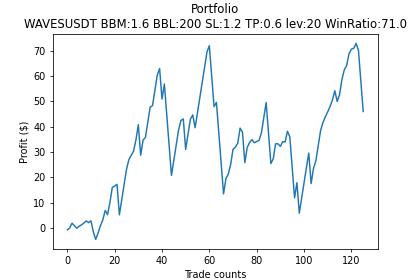 Portfolio
WAVESUSDT BBM:1.6 BBL:200 SL:1.2 TP:0.6 lev:20 WinRatio:71.0
70
60
50
40
30
20
10
0
Profit ($)
0 20 40 60 80 100 120
Trade counts